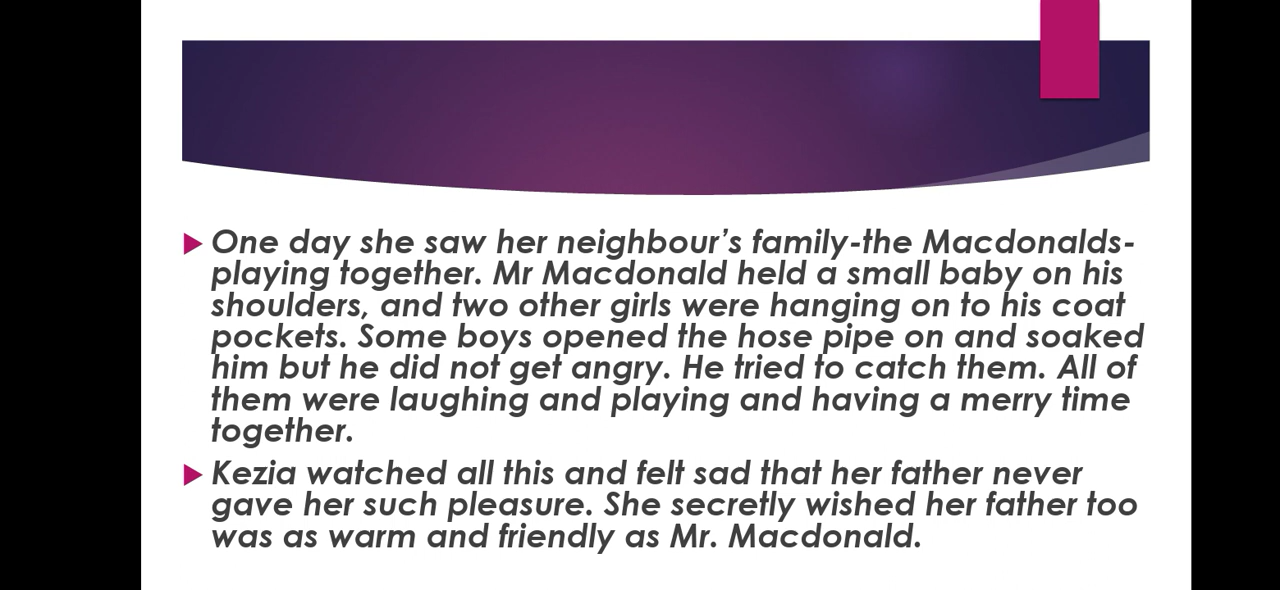 One day she saw her neighbour’s family-the Macdonalds-
playing together. Mr Macdonald held a small baby on his
shoulders, and two other girls were hanging on to his coat
pockets. Some boys opened the hose pipe on and soaked
him but he did not get angry. He tried to catch them. All of
them were laughing and playing and having a merry time
together.
Kezia watched all this and felt sad that her father never
gave her such pleasure. She secretly wished her father too
was as warm and friendly as Mr. Macdonald.